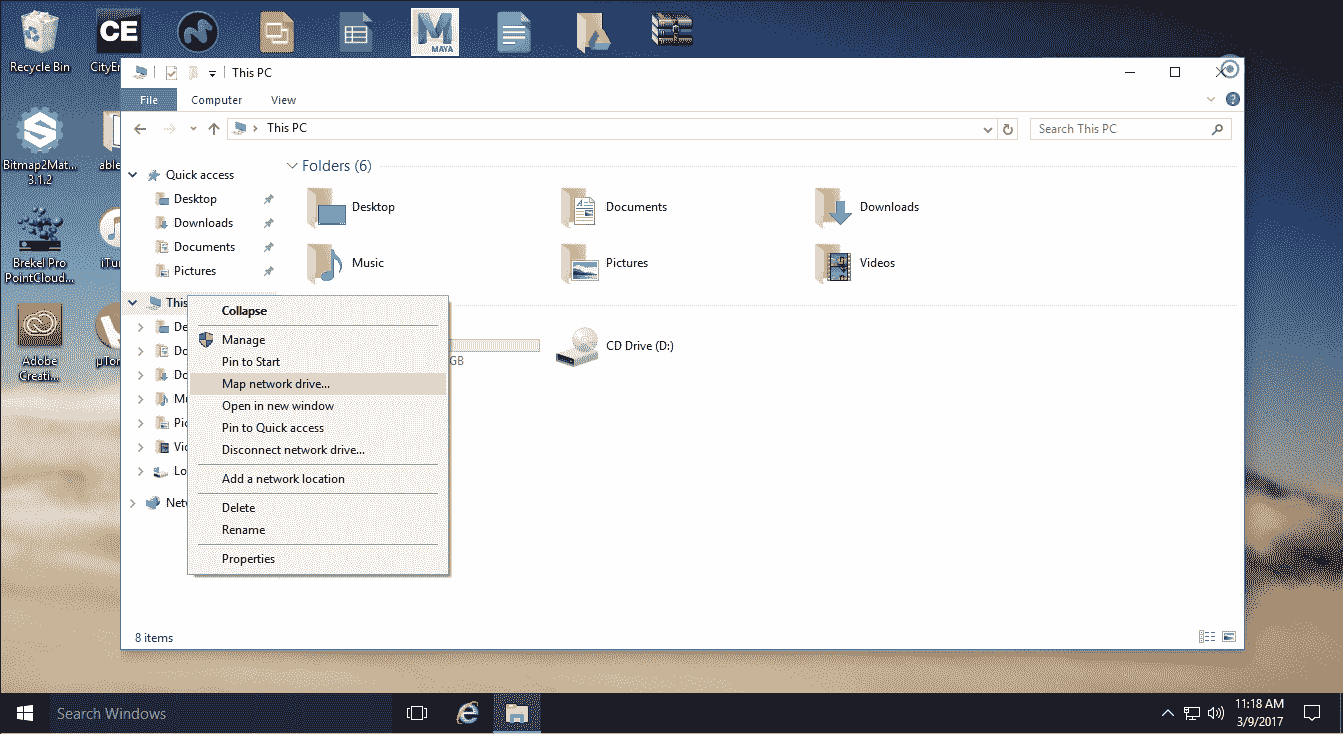 CE
MAYA
Recycle Bin
CityEn
This PC
File
Computer
View
This PC
Search This PC
Bitmap2Mat...
3.1.2
able
Brekel Pro
PointCloud...
iTu
Adobe
Creati...
µTor
Quick access
Desktop
Downloads
Documents
Pictures
This
De
Do
Do
Mu
Pic
Vic
Lo
Netw
Folders (6)
Desktop
Documents
Downloads
Music
Pictures
Videos
GB
CD Drive (D:)
Collapse
Manage
Pin to Start
Map network drive...
Open in new window
Pin to Quick access
Disconnect network drive...
Add a network location
Delete
Rename
Properties
8 items
Search Windows
11:18 AM
3/9/2017